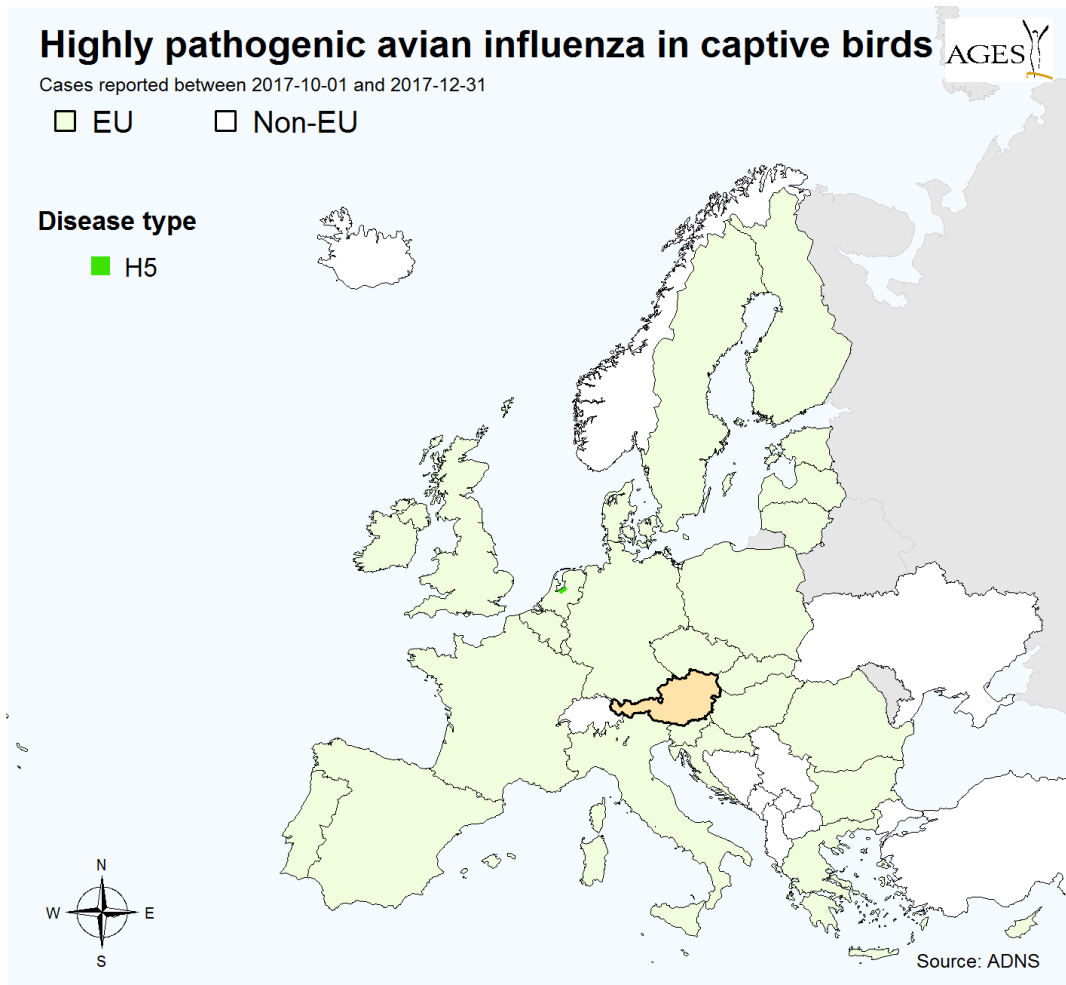 Highly pathogenic avian influenza in captive birds
AGES
Cases reported between 2017-10-01 and 2017-12-31
EU
Non-EU
Disease type
H5
N
W
E
S
Source: ADNS